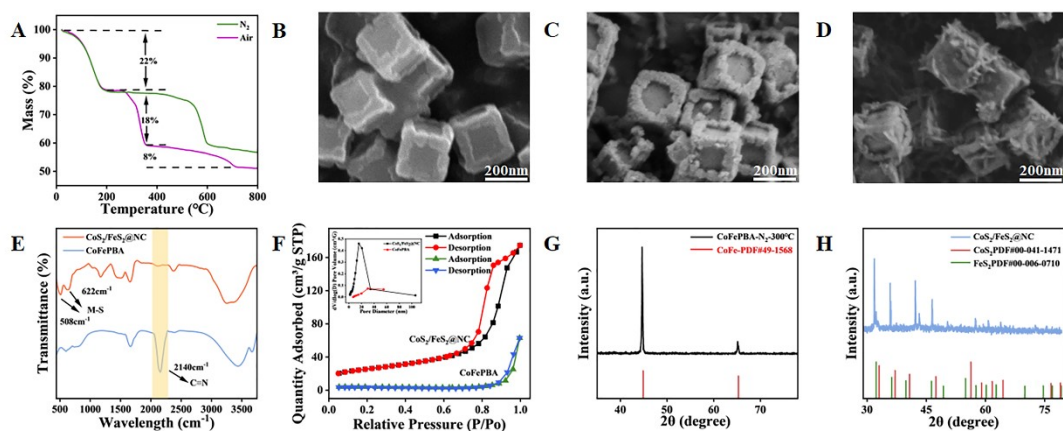 A
N₂
Air
22%
18%
8%
Mass (%)
100
90
80
70
60
50
0 200 400 600 800
Temperature (°C)
B
200nm
C
200nm
D
200nm
E
CoS₂/FeS₂@NC
CoFePBA
622cm⁻¹
M-S
508cm⁻¹
2140cm⁻¹
C≡N
Transmittance (%)
500 1000 1500 2000 2500 3000 3500
Wavelength (cm⁻¹)
F
Adsorption
Desorption
Adsorption
Desorption
CoS₂/FeS₂@NC
CoFePBA
Pore Diameter (nm)
CoS₂/FeS₂@NC
CoFePBA
Quantity Adsorbed (cm³/g STP)
160
120
80
40
0
0.0 0.2 0.4 0.6 0.8 1.0
Relative Pressure (P/Po)
G
CoFePBA-N₂-300°C
CoFe-PDF#49-1568
Intensity (a.u.)
40 50 60 70
2θ (degree)
H
CoS₂/FeS₂@NC
CoS₂PDF#00-041-1471
FeS₂PDF#00-006-0710
Intensity (a.u.)
30 45 60 75
2θ (degree)